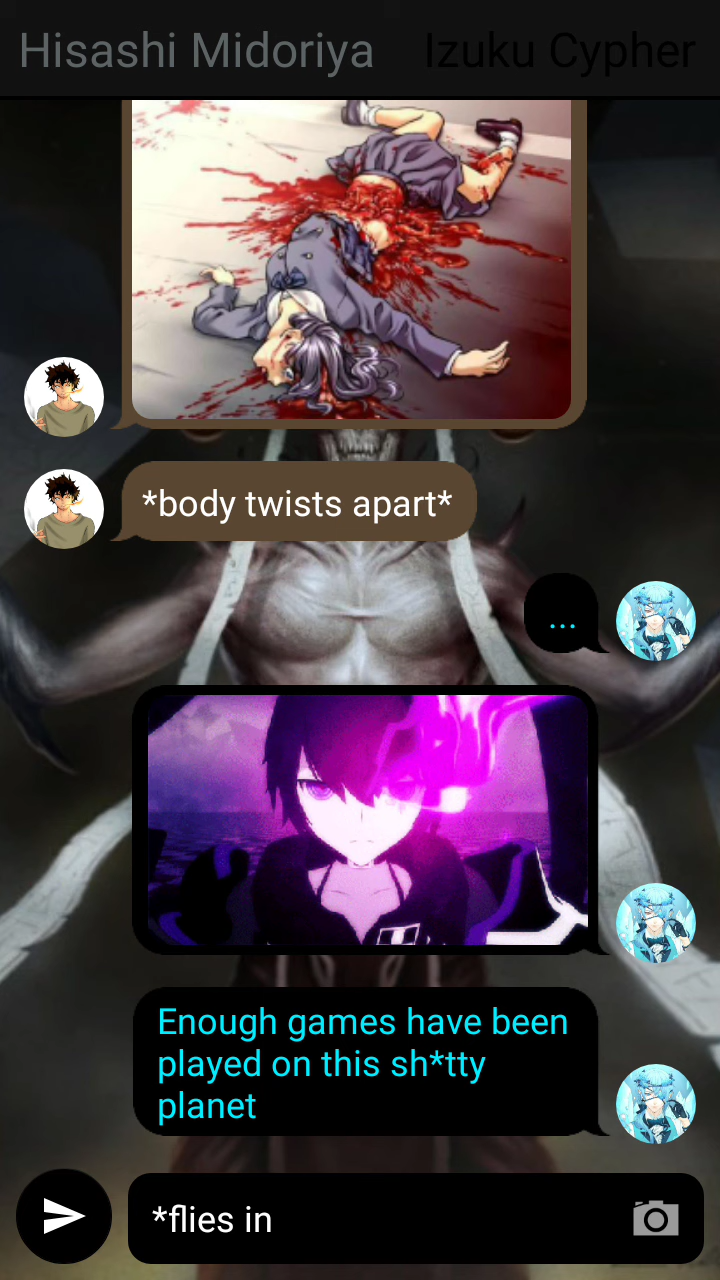 Hisashi Midoriya Izuku Cypher
*body twists apart*
...
Enough games have been
played on this sh*tty
planet
*flies in